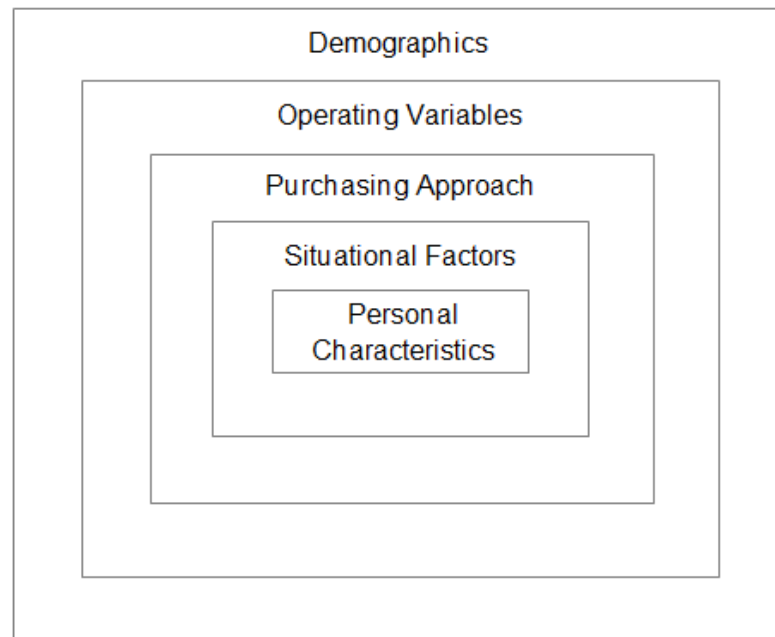 Demographics
Operating Variables
Purchasing Approach
Situational Factors
Personal
Characteristics